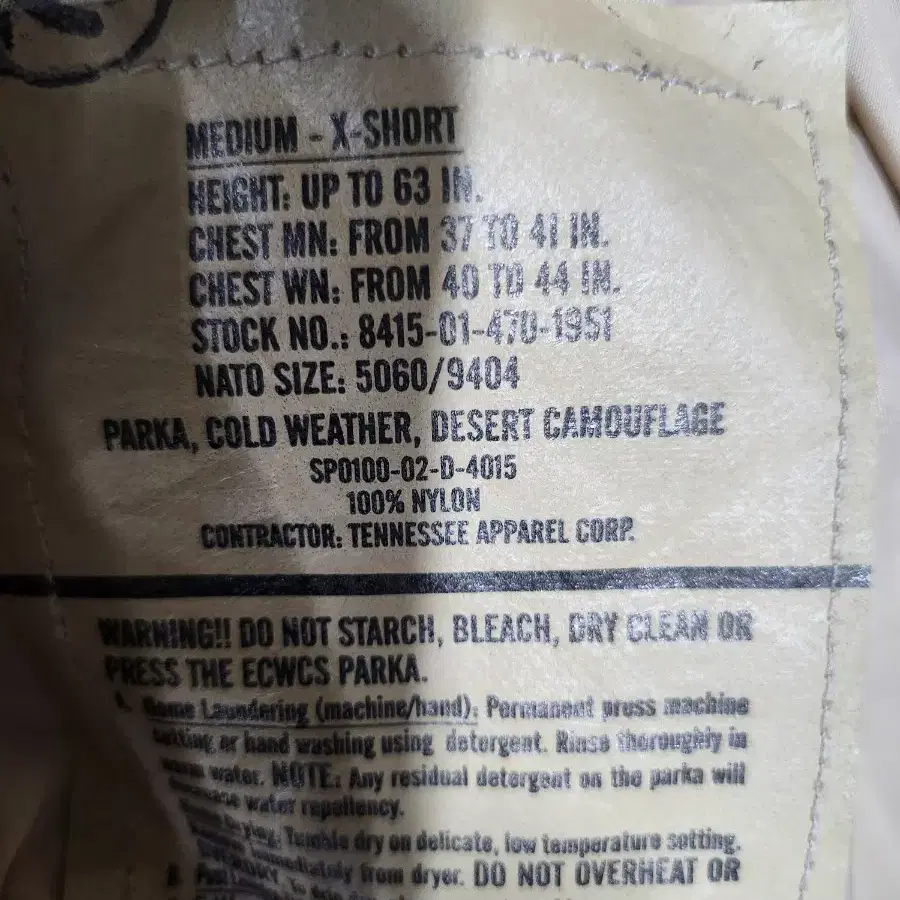 MEDIUM - X-SHORT
HEIGHT: UP TO 63 IN.
CHEST MN: FROM 37 TO 41 IN.
CHEST WN: FROM 40 TO 44 IN.
STOCK NO.: 8415-01-470-1951
NATO SIZE: 5060/9404
PARKA, COLD WEATHER, DESERT CAMOUFLAGE
SPO100-02-D-4015
100% NYLON
CONTRACTOR: TENNESSEE APPAREL CORP.
WARNING!! DO NOT STARCH, BLEACH, DRY CLEAN OR
PRESS THE ECWCS PARKA.
Home Laundering (machine/hand): Permanent press machine
setting or hand washing using detergent. Rinse thoroughly in
warm water. NOTE: Any residual detergent on the parka will
water repellency.
Tumble dry on delicate, low temperature setting.
immediately from dryer. DO NOT OVERHEAT OR